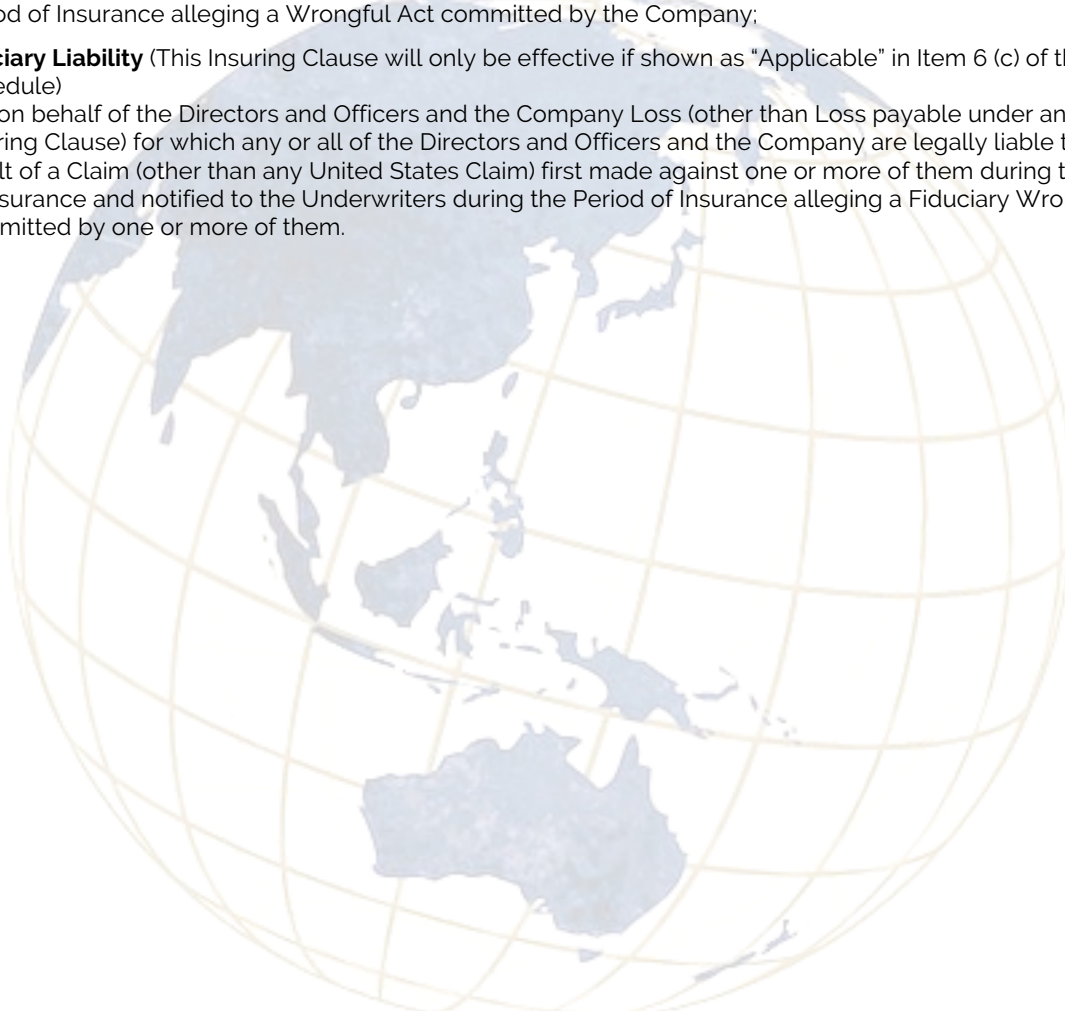 od of Insurance alleging a Wrongful Act committed by the Company;
ciary Liability (This Insuring Clause will only be effective if shown as “Applicable” in Item 6 (c) of th
edule)
on behalf of the Directors and Officers and the Company Loss (other than Loss payable under an
ring Clause) for which any or all of the Directors and Officers and the Company are legally liable t
lt of a Claim (other than any United States Claim) first made against one or more of them during t
surance and notified to the Underwriters during the Period of Insurance alleging a Fiduciary Wro
mitted by one or more of them.